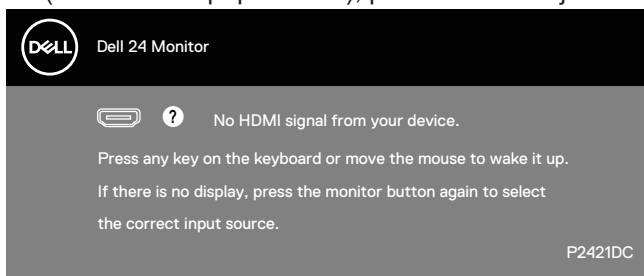 DELL
Dell 24 Monitor
? No HDMI signal from your device.
Press any key on the keyboard or move the mouse to wake it up.
If there is no display, press the monitor button again to select
the correct input source.
P2421DC